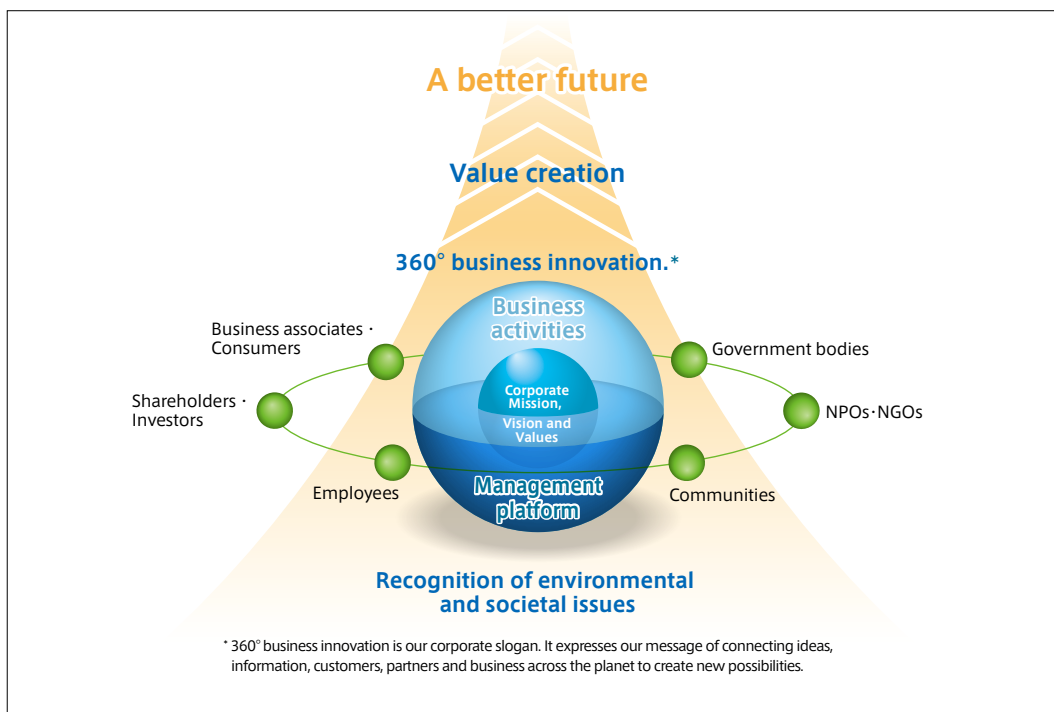 A better future
Value creation
360° business innovation.*
Business
activities
Business associates・
Consumers
Government bodies
Shareholders・
Investors
Corporate
Mission,
Vision and
Values
NPOs・NGOs
Employees
Management
platform
Communities
Recognition of environmental
and societal issues
* 360° business innovation is our corporate slogan. It expresses our message of connecting ideas,
information, customers, partners and business across the planet to create new possibilities.